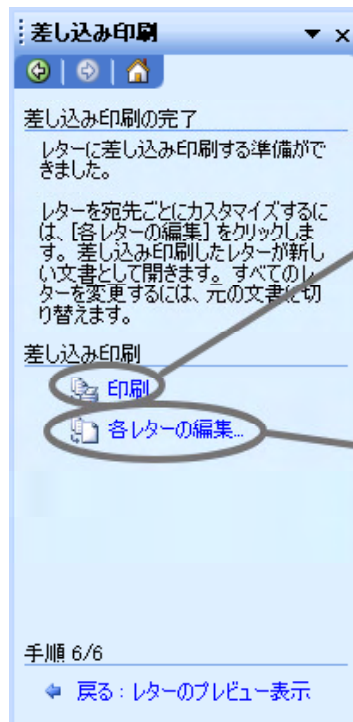 差し込み印刷
差し込み印刷の完了
レターに差し込み印刷する準備がで
きました。
レターを宛先ごとにカスタマイズするに
は、[各レターの編集] をクリックしま
す。差し込み印刷したレターが新し
い文書として開きます。すべてのレ
ターを変更するには、元の文書に切
り替えます。
差し込み印刷
印刷
各レターの編集...
手順 6/6
戻る : レターのプレビュー表示